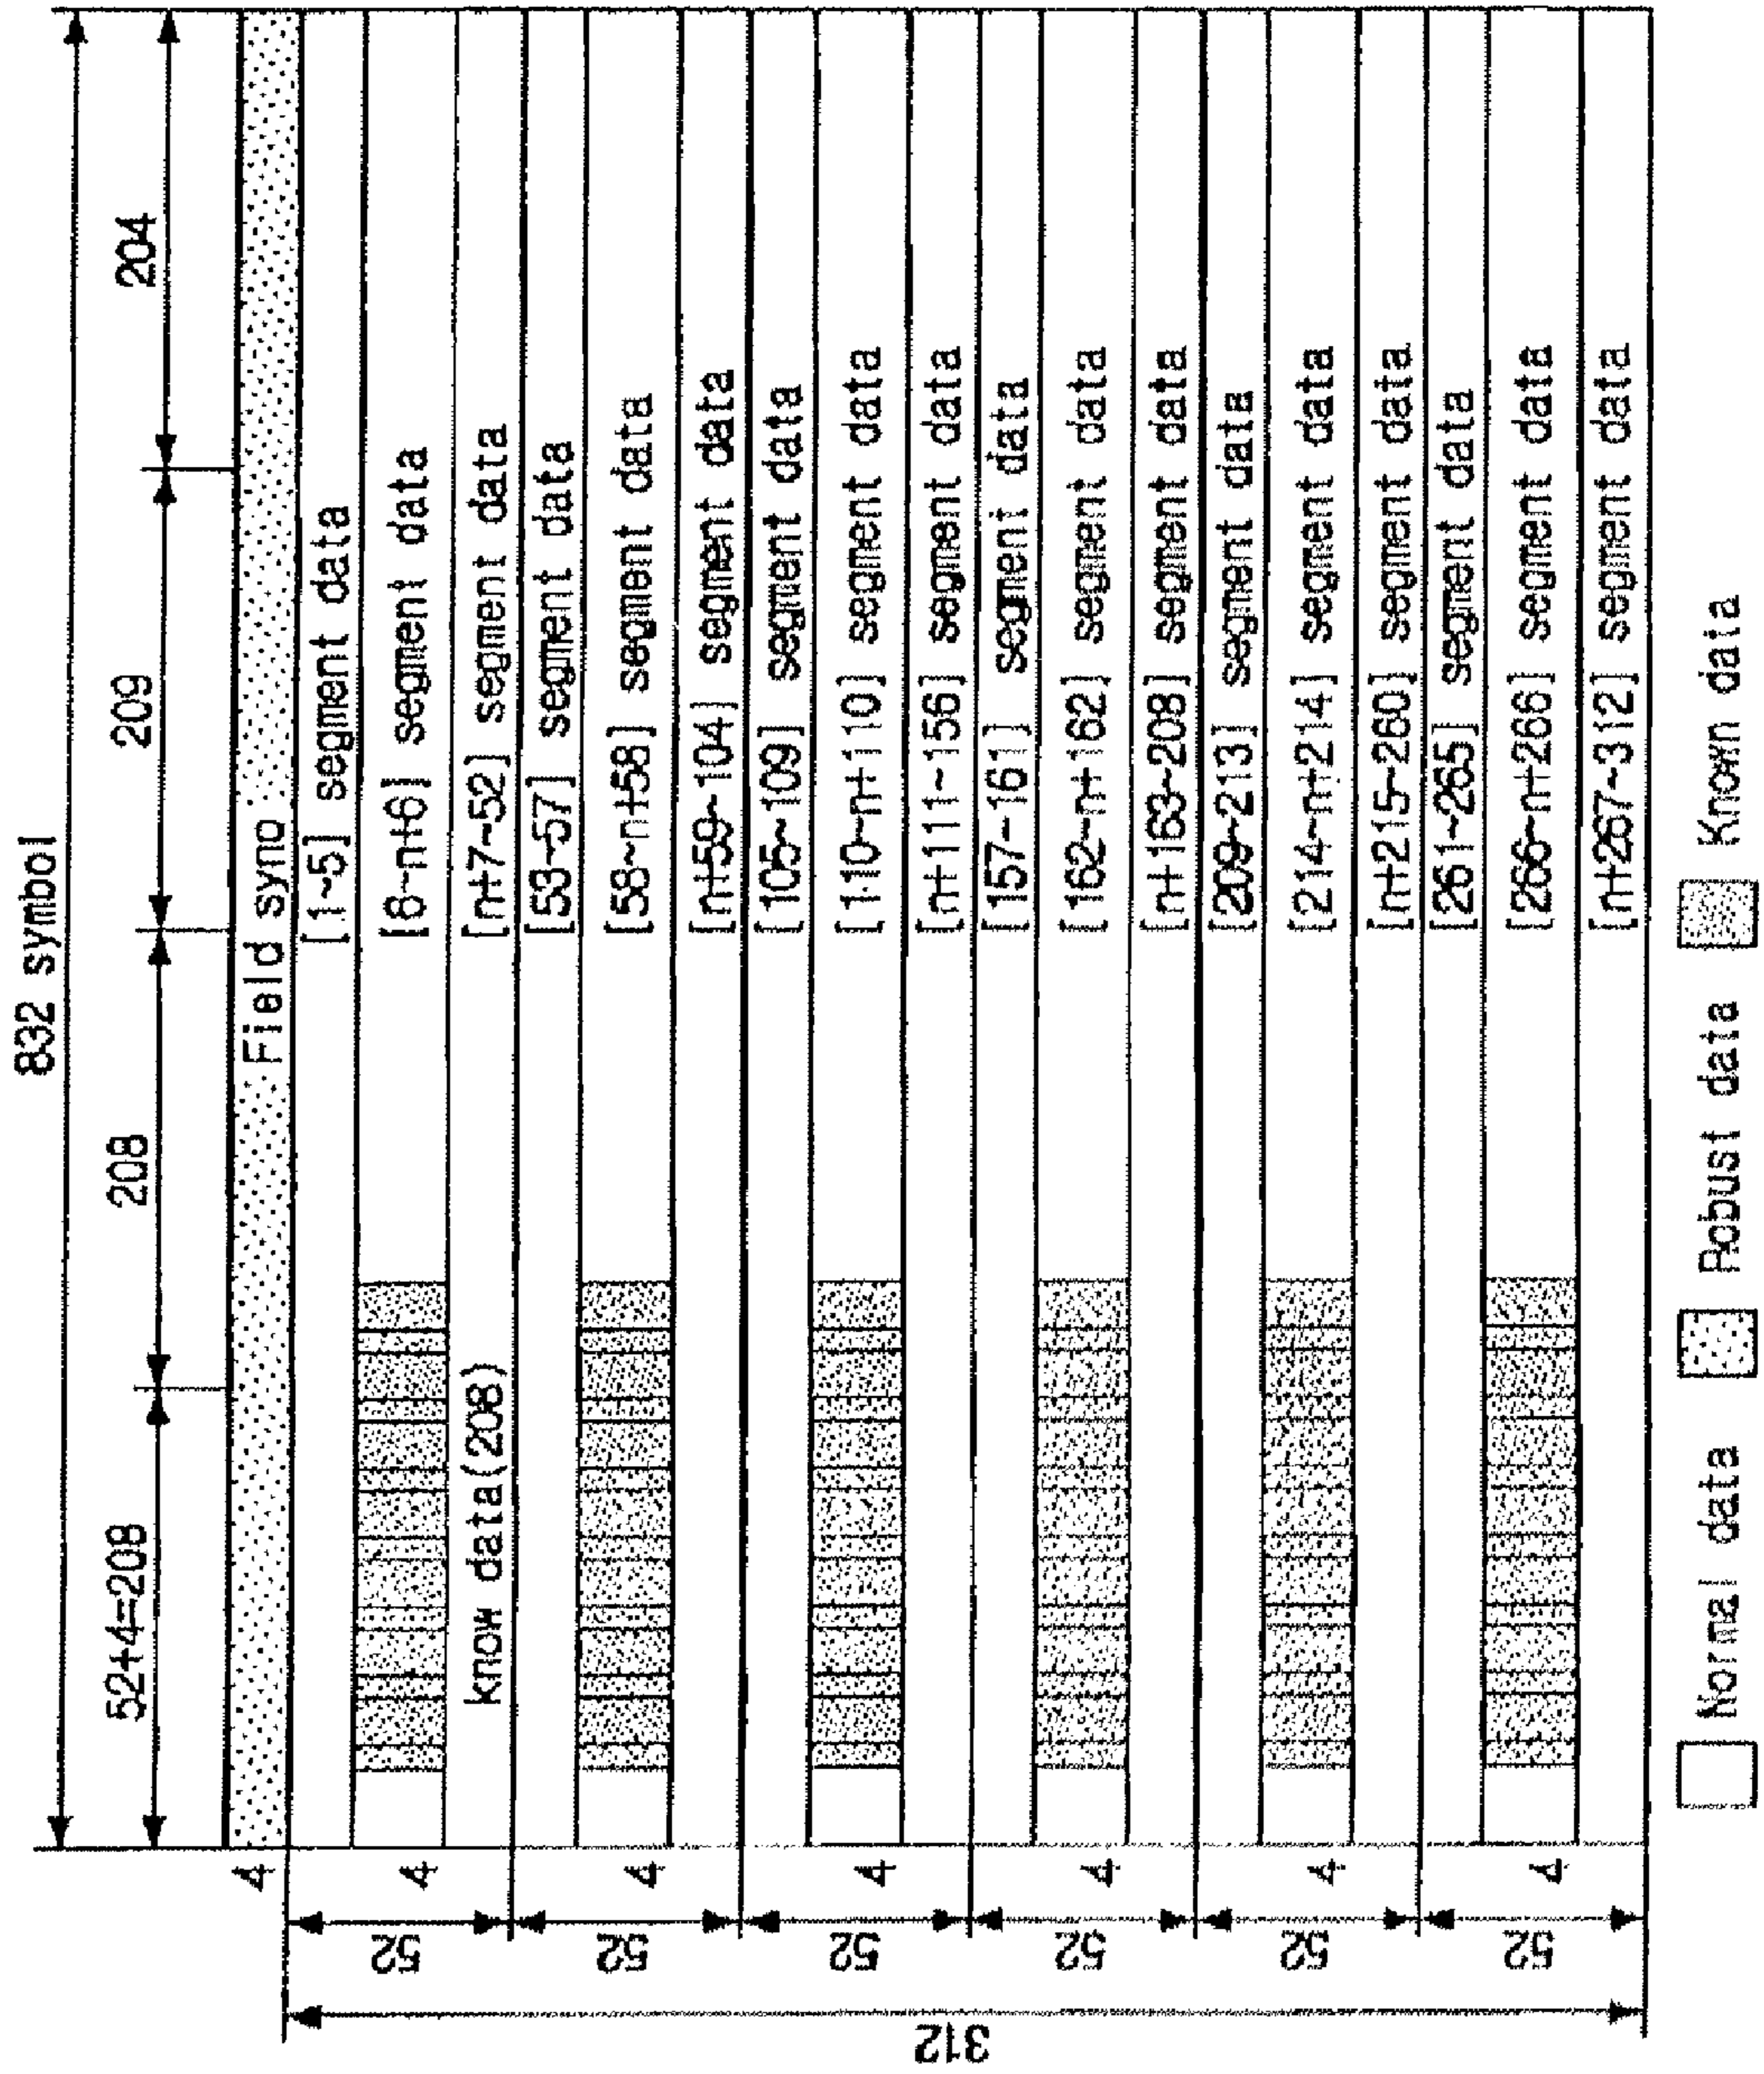 832 symbol
52+4=208
208
209
204
4
Field sync
[1~5] segment data
4
[6~n+6] segment data
[n+7~52] segment data
know data(208)
52
[53~57] segment data
4
[58~n+58] segment data
[n+59~104] segment data
52
[105~109] segment data
4
[110~n+110] segment data
[n+111~156] segment data
52
[157~161] segment data
4
[162~n+162] segment data
[n+163~208] segment data
52
[209~213] segment data
4
[214~n+214] segment data
[n+215~260] segment data
52
[261~265] segment data
4
[266~n+266] segment data
[n+267~312] segment data
52
312
Normal data
Robust data
Known data